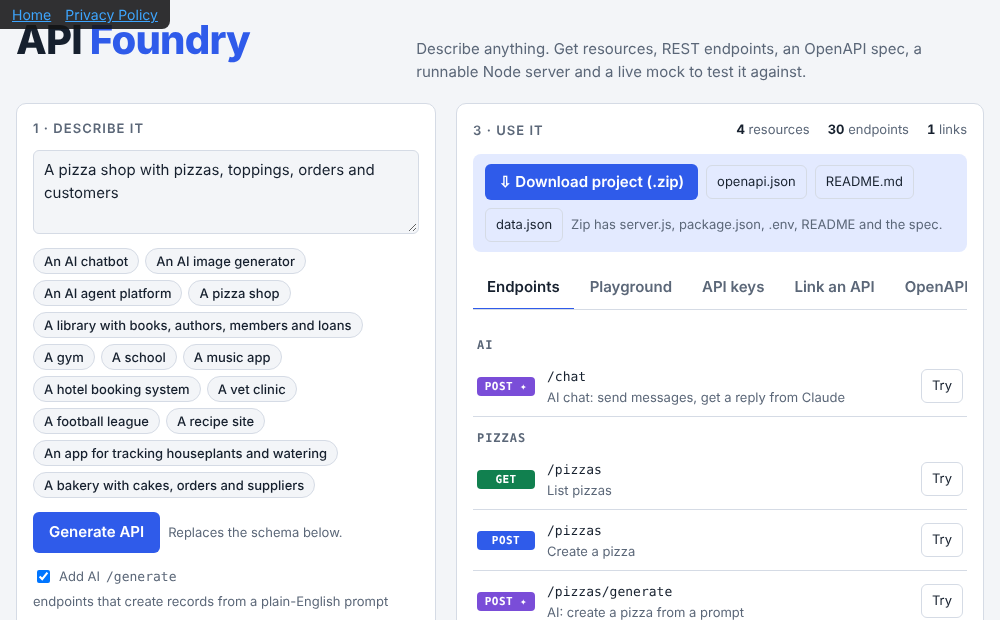 Home Privacy Policy
API Foundry
Describe anything. Get resources, REST endpoints, an OpenAPI spec, a
runnable Node server and a live mock to test it against.
1 · DESCRIBE IT
A pizza shop with pizzas, toppings, orders and
customers
An AI chatbot
An AI image generator
An AI agent platform
A pizza shop
A library with books, authors, members and loans
A gym
A school
A music app
A hotel booking system
A vet clinic
A football league
A recipe site
An app for tracking houseplants and watering
A bakery with cakes, orders and suppliers
Generate API
Replaces the schema below.
Add AI /generate
endpoints that create records from a plain-English prompt
3 · USE IT
4 resources 30 endpoints 1 links
⇩ Download project (.zip)
openapi.json
README.md
data.json
Zip has server.js, package.json, .env, README and the spec.
Endpoints
Playground
API keys
Link an API
OpenAPI
AI
POST ✦
/chat
AI chat: send messages, get a reply from Claude
Try
PIZZAS
GET
/pizzas
List pizzas
Try
POST
/pizzas
Create a pizza
Try
POST ✦
/pizzas/generate
AI: create a pizza from a prompt
Try